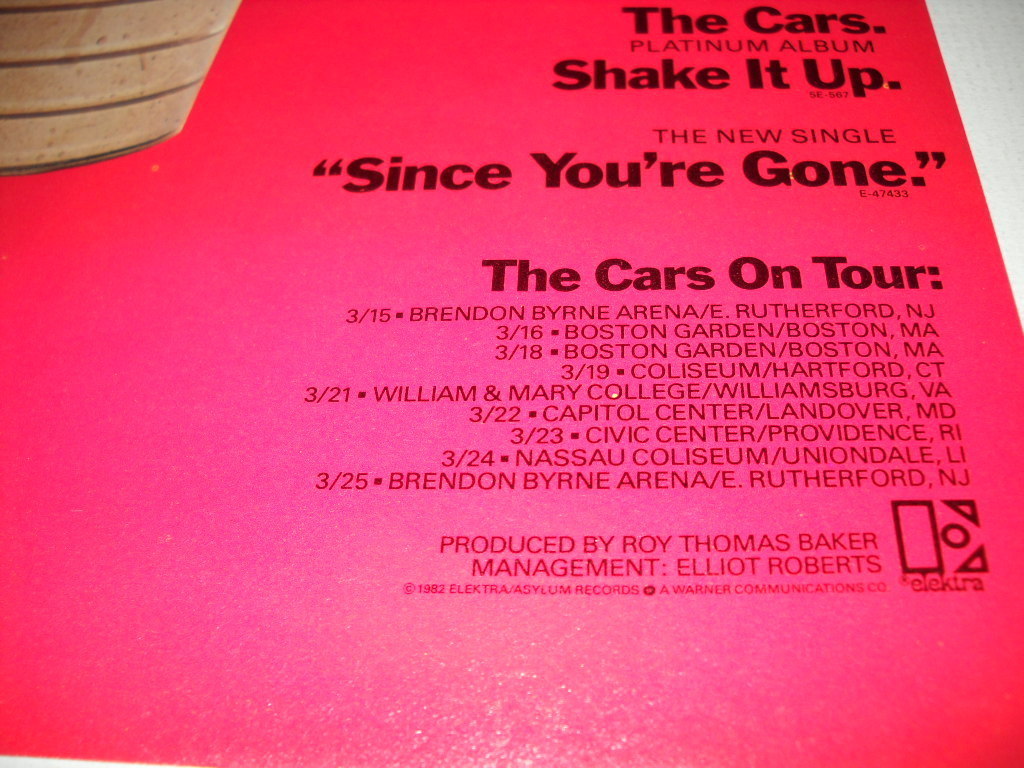 The Cars.
PLATINUM ALBUM
Shake It Up.
5E-567
THE NEW SINGLE
“Since You’re Gone.”
E-47433
The Cars On Tour:
3/15 ▪ BRENDON BYRNE ARENA/E. RUTHERFORD, NJ
3/16 ▪ BOSTON GARDEN/BOSTON, MA
3/18 ▪ BOSTON GARDEN/BOSTON, MA
3/19 ▪ COLISEUM/HARTFORD, CT
3/21 ▪ WILLIAM & MARY COLLEGE/WILLIAMSBURG, VA
3/22 ▪ CAPITOL CENTER/LANDOVER, MD
3/23 ▪ CIVIC CENTER/PROVIDENCE, RI
3/24 ▪ NASSAU COLISEUM/UNIONDALE, LI
3/25 ▪ BRENDON BYRNE ARENA/E. RUTHERFORD, NJ
PRODUCED BY ROY THOMAS BAKER
MANAGEMENT: ELLIOT ROBERTS
©1982 ELEKTRA/ASYLUM RECORDS A WARNER COMMUNICATIONS CO.
elektra